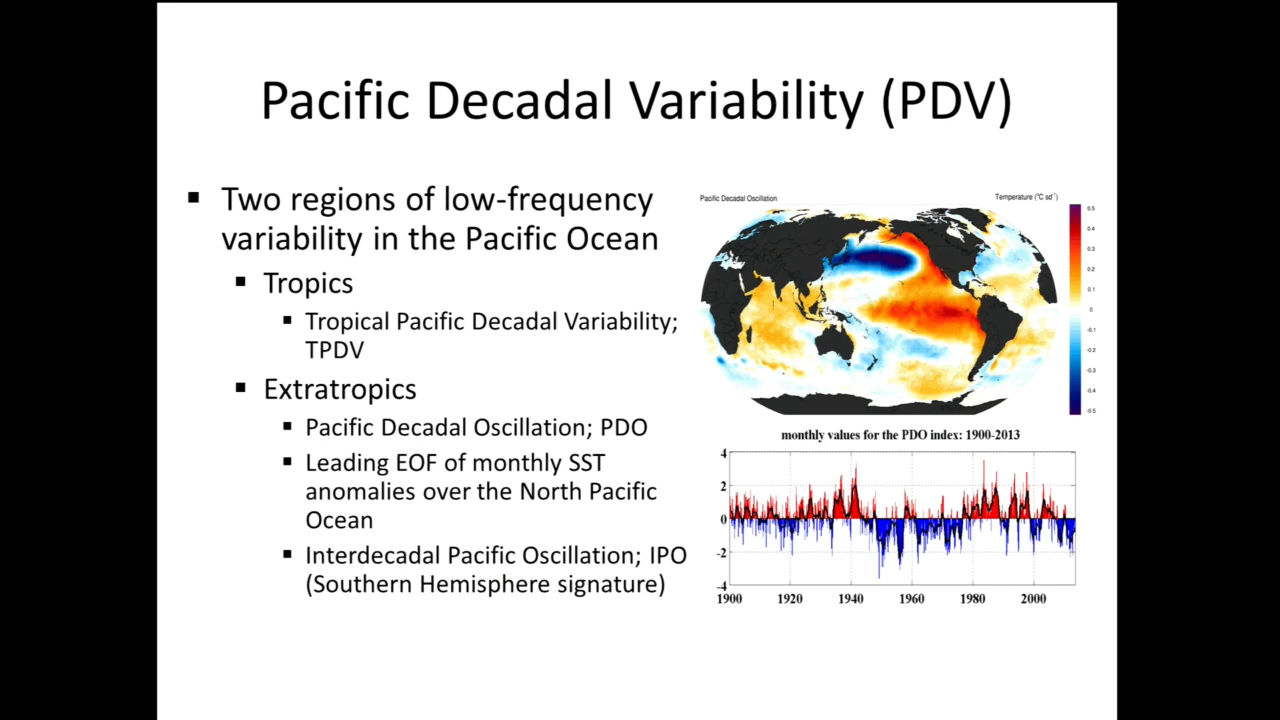 Pacific Decadal Variability (PDV)
▪ Two regions of low-frequency
variability in the Pacific Ocean
▪ Tropics
▪ Tropical Pacific Decadal Variability;
TPDV
▪ Extratropics
▪ Pacific Decadal Oscillation; PDO
▪ Leading EOF of monthly SST
anomalies over the North Pacific
Ocean
▪ Interdecadal Pacific Oscillation; IPO
(Southern Hemisphere signature)
Pacific Decadal Oscillation
Temperature (°C sd⁻¹)
0.5
0.4
0.3
0.2
0.1
0
-0.1
-0.2
-0.3
-0.4
-0.5
monthly values for the PDO index: 1900-2013
4
2
0
-2
-4
1900 1920 1940 1960 1980 2000